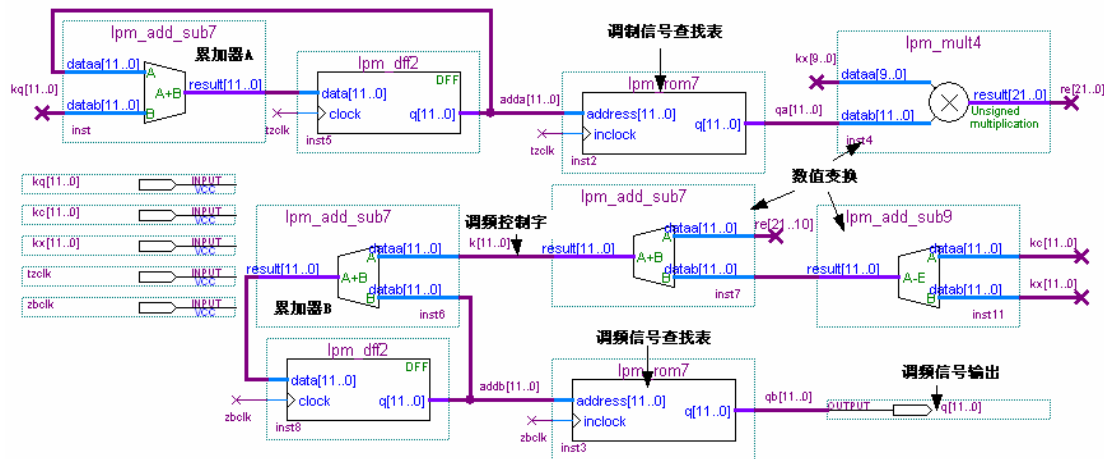 lpm_add_sub7
累加器A
kq[11..0]
dataa[11..0]
A
A+B
result[11..0]
datab[11..0]
B
inst
lpm_dff2
DFF
data[11..0]
clock
q[11..0]
tzclk
inst5
adda[11..0]
调制信号查找表
lpm_rom7
address[11..0]
q[11..0]
inclock
tzclk
inst2
qa[11..0]
lpm_mult4
kx[9..0]
dataa[9..0]
result[21..0]
re[21..0]
datab[11..0]
Unsigned
multiplication
inst4
数值变换
kq[11..0]
INPUT
VCC
kc[11..0]
INPUT
VCC
kx[11..0]
INPUT
VCC
tzclk
INPUT
VCC
zbclk
INPUT
VCC
lpm_add_sub7
dataa[11..0]
result[11..0]
A
A+B
datab[11..0]
B
累加器B
inst6
调频控制字
k[11..0]
lpm_add_sub7
dataa[11..0]
re[21..10]
result[11..0]
A
A+B
datab[11..0]
B
inst7
lpm_add_sub9
dataa[11..0]
kc[11..0]
result[11..0]
A
A-E
datab[11..0]
B
kx[11..0]
inst11
lpm_dff2
DFF
data[11..0]
clock
q[11..0]
zbclk
inst8
addb[11..0]
调频信号查找表
lpm_rom7
address[11..0]
q[11..0]
inclock
zbclk
inst3
qb[11..0]
调频信号输出
OUTPUT
q[11..0]